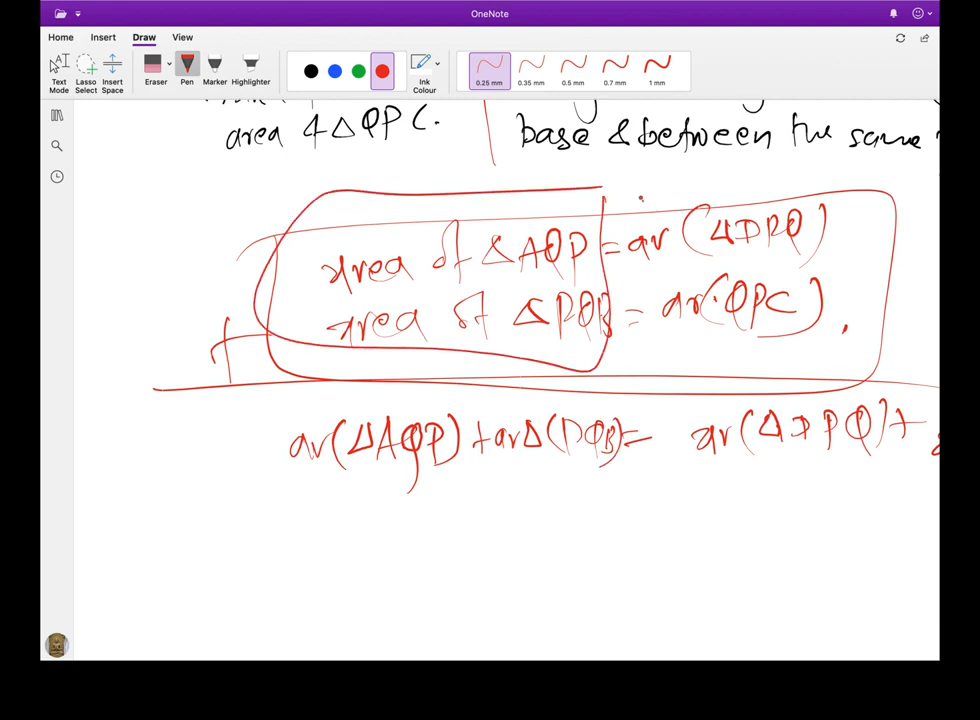 OneNote
Home Insert Draw View
Text Mode Lasso Select Insert Space Eraser Pen Marker Highlighter Ink Colour 0.25 mm 0.35 mm 0.5 mm 0.7 mm 1 mm
area of Δ QPC. base & between the same
area of Δ AQP = ar (Δ DPQ)
area of Δ PQB = ar(QPC).
+
ar(ΔAQP) + arΔ(PQB) = ar(Δ DPQ) +